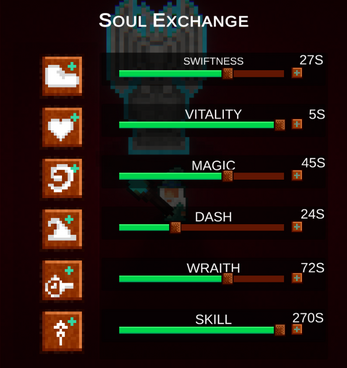 SOUL EXCHANGE
SWIFTNESS 27S
VITALITY 5S
MAGIC 45S
DASH 24S
WRAITH 72S
SKILL 270S